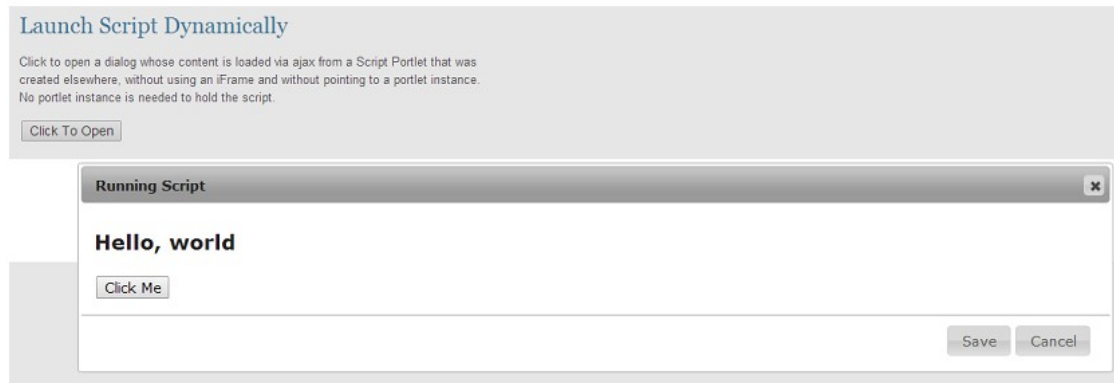 Launch Script Dynamically
Click to open a dialog whose content is loaded via ajax from a Script Portlet that was
created elsewhere, without using an iFrame and without pointing to a portlet instance.
No portlet instance is needed to hold the script.
Click To Open
Running Script
Hello, world
Click Me
Save Cancel